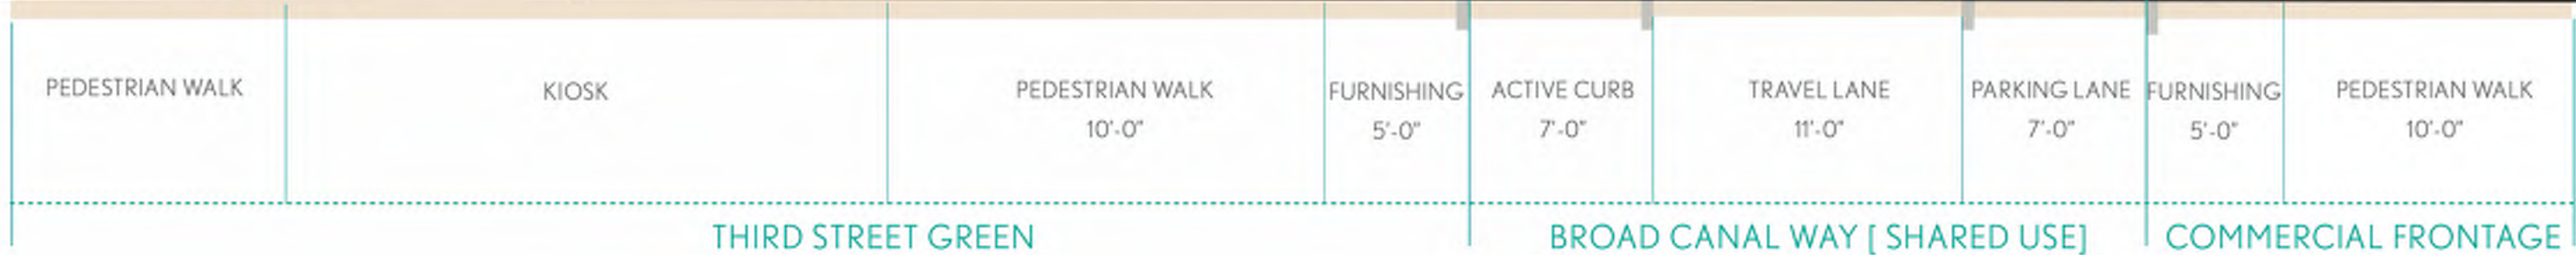 PEDESTRIAN WALK
KIOSK
PEDESTRIAN WALK
10'-0"
FURNISHING
5'-0"
ACTIVE CURB
7'-0"
TRAVEL LANE
11'-0"
PARKING LANE
7'-0"
FURNISHING
5'-0"
PEDESTRIAN WALK
10'-0"
THIRD STREET GREEN
BROAD CANAL WAY [ SHARED USE]
COMMERCIAL FRONTAGE